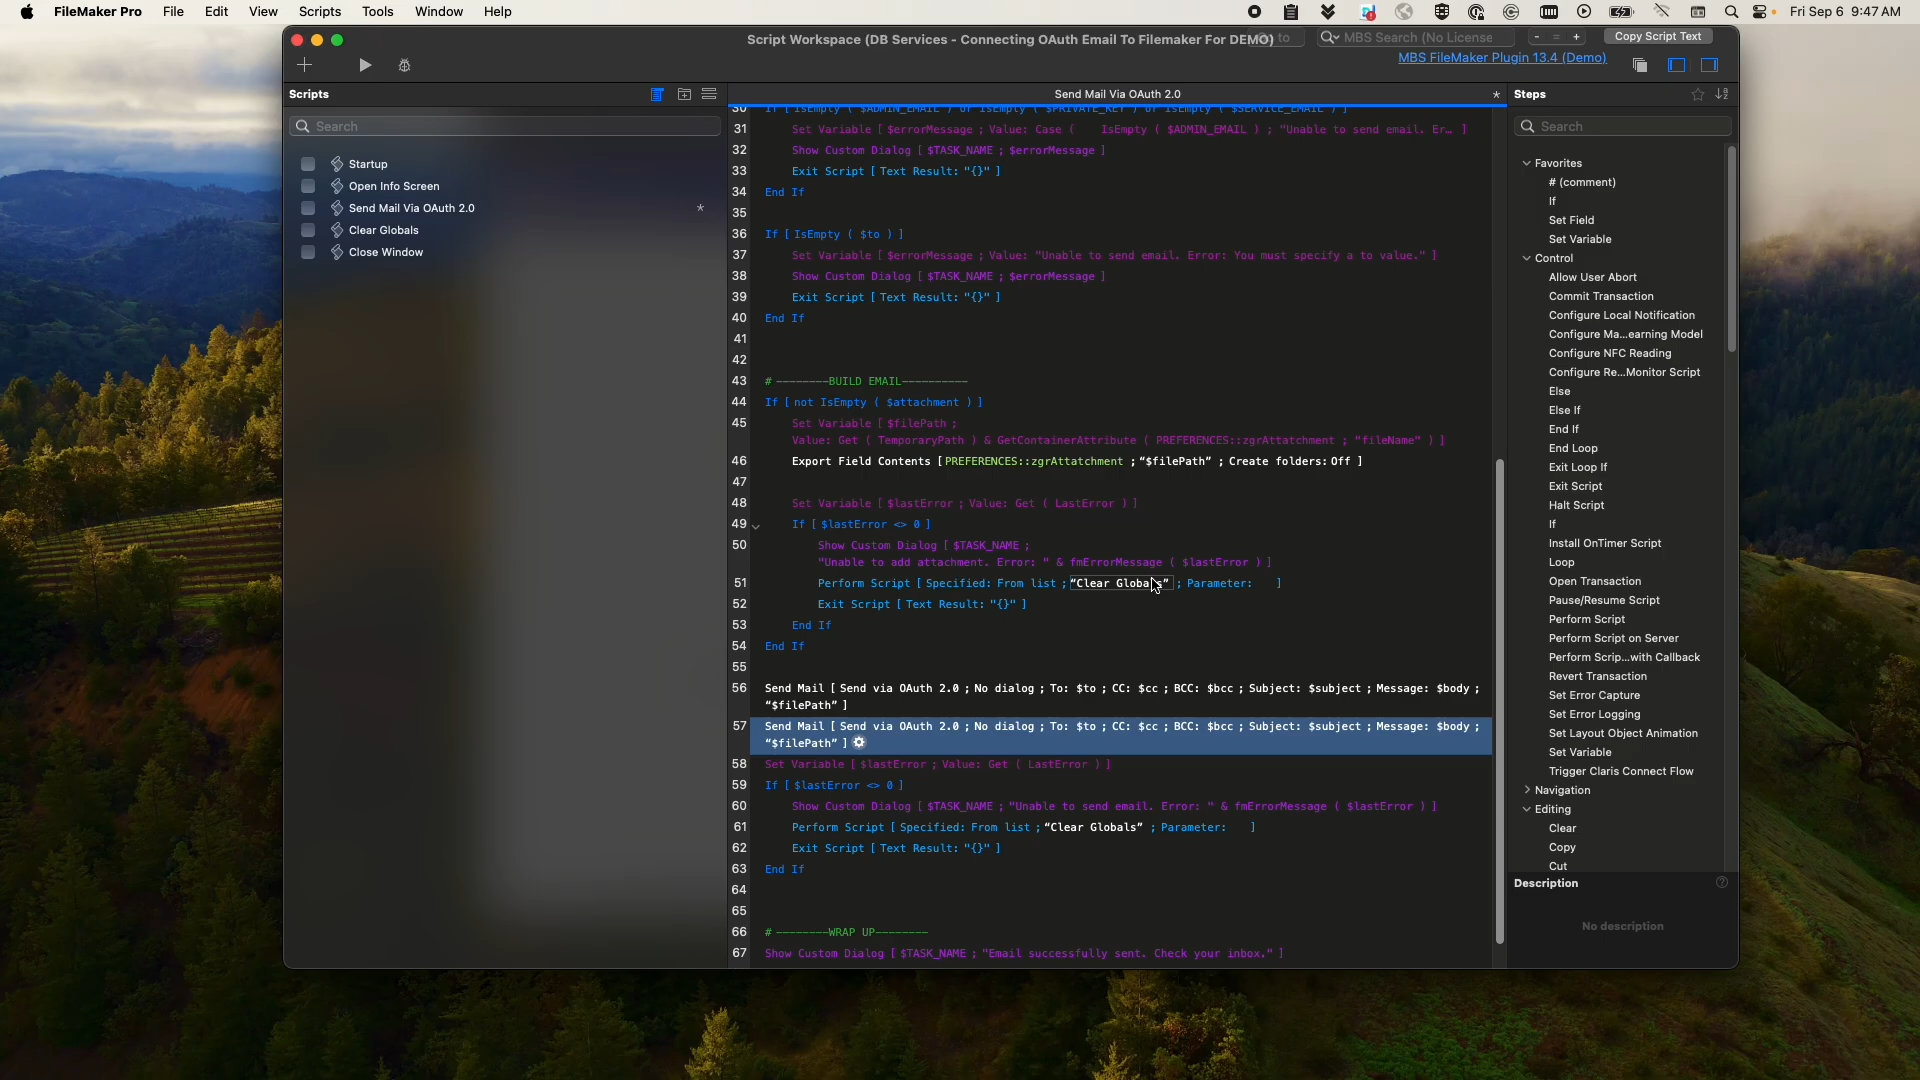 FileMaker Pro File Edit View Scripts Tools Window Help
Fri Sep 6 9:47 AM
Script Workspace (DB Services - Connecting OAuth Email To Filemaker For DEMO)
MBS Search (No License
- = +
Copy Script Text
MBS FileMaker Plugin 13.4 (Demo)
Scripts
Search
Startup
Open Info Screen
Send Mail Via OAuth 2.0 *
Clear Globals
Close Window
Send Mail Via OAuth 2.0 *
30 If [ IsEmpty ( $ADMIN_EMAIL ) or IsEmpty ( $PRIVATE_KEY ) or IsEmpty ( $SERVICE_EMAIL ) ]
31 Set Variable [ $errorMessage ; Value: Case ( IsEmpty ( $ADMIN_EMAIL ) ; "Unable to send email. Er... ]
32 Show Custom Dialog [ $TASK_NAME ; $errorMessage ]
33 Exit Script [ Text Result: "{}" ]
34 End If
35
36 If [ IsEmpty ( $to ) ]
37 Set Variable [ $errorMessage ; Value: "Unable to send email. Error: You must specify a to value." ]
38 Show Custom Dialog [ $TASK_NAME ; $errorMessage ]
39 Exit Script [ Text Result: "{}" ]
40 End If
41
42
43 # --------BUILD EMAIL----------
44 If [ not IsEmpty ( $attachment ) ]
45 Set Variable [ $filePath ;
Value: Get ( TemporaryPath ) & GetContainerAttribute ( PREFERENCES::zgrAttatchment ; "fileName" ) ]
46 Export Field Contents [ PREFERENCES::zgrAttatchment ; “$filePath” ; Create folders: Off ]
47
48 Set Variable [ $lastError ; Value: Get ( LastError ) ]
49 If [ $lastError <> 0 ]
50 Show Custom Dialog [ $TASK_NAME ;
"Unable to add attachment. Error: " & fmErrorMessage ( $lastError ) ]
51 Perform Script [ Specified: From list ; “Clear Globals” ; Parameter: ]
52 Exit Script [ Text Result: "{}" ]
53 End If
54 End If
55
56 Send Mail [ Send via OAuth 2.0 ; No dialog ; To: $to ; CC: $cc ; BCC: $bcc ; Subject: $subject ; Message: $body ;
“$filePath” ]
57 Send Mail [ Send via OAuth 2.0 ; No dialog ; To: $to ; CC: $cc ; BCC: $bcc ; Subject: $subject ; Message: $body ;
“$filePath” ]
58 Set Variable [ $lastError ; Value: Get ( LastError ) ]
59 If [ $lastError <> 0 ]
60 Show Custom Dialog [ $TASK_NAME ; "Unable to send email. Error: " & fmErrorMessage ( $lastError ) ]
61 Perform Script [ Specified: From list ; “Clear Globals” ; Parameter: ]
62 Exit Script [ Text Result: "{}" ]
63 End If
64
65
66 # --------WRAP UP--------
67 Show Custom Dialog [ $TASK_NAME ; "Email successfully sent. Check your inbox." ]
Steps
Search
Favorites
# (comment)
If
Set Field
Set Variable
Control
Allow User Abort
Commit Transaction
Configure Local Notification
Configure Ma...earning Model
Configure NFC Reading
Configure Re...Monitor Script
Else
Else If
End If
End Loop
Exit Loop If
Exit Script
Halt Script
If
Install OnTimer Script
Loop
Open Transaction
Pause/Resume Script
Perform Script
Perform Script on Server
Perform Scrip...with Callback
Revert Transaction
Set Error Capture
Set Error Logging
Set Layout Object Animation
Set Variable
Trigger Claris Connect Flow
Navigation
Editing
Clear
Copy
Cut
Description
No description